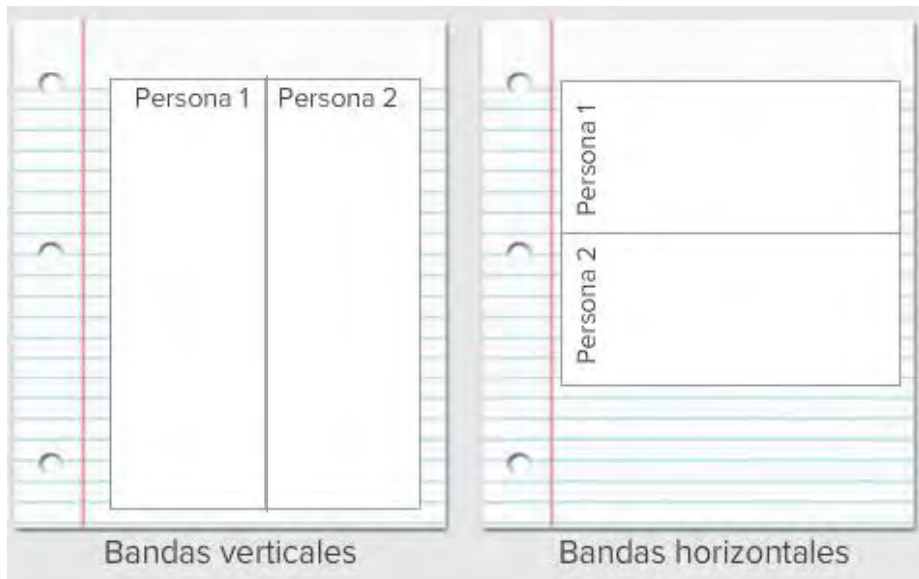 Persona 1 Persona 2
Persona 1
Persona 2
Bandas verticales
Bandas horizontales